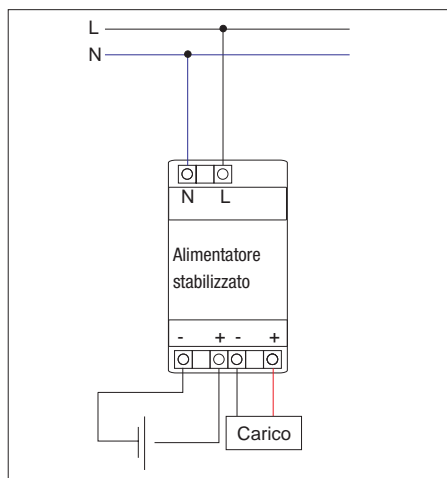 L
N
N L
Alimentatore
stabilizzato
- + - +
Carico